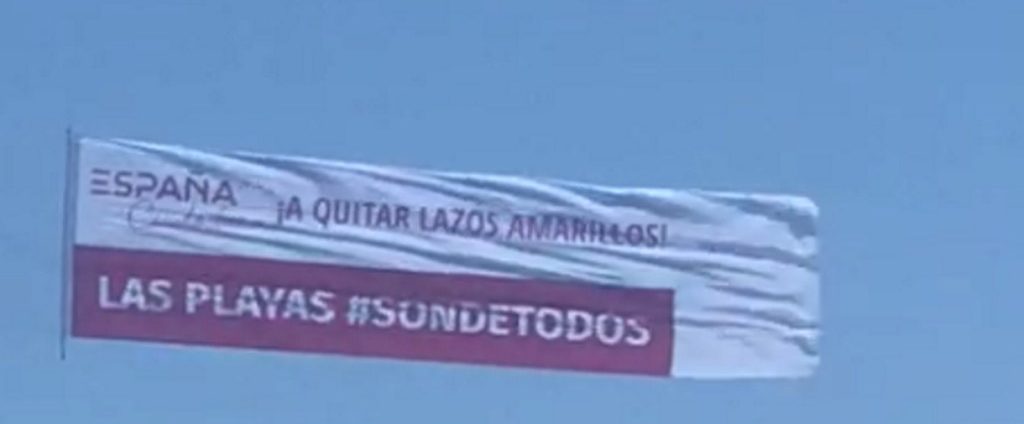 ESPAÑA
¡A QUITAR LAZOS AMARILLOS!
LAS PLAYAS #SONDETODOS